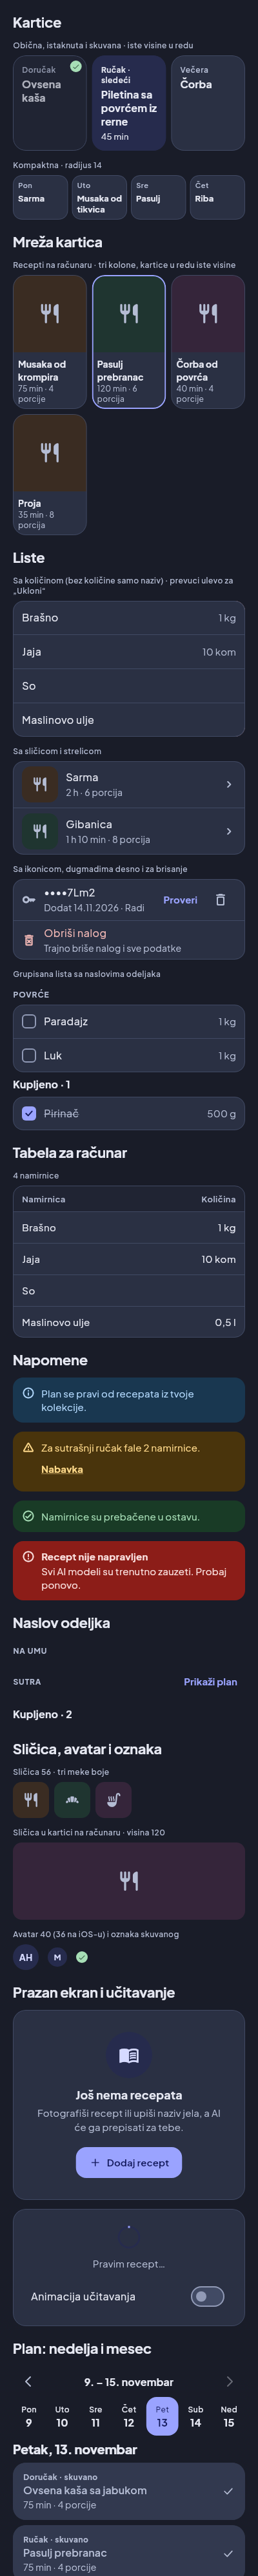 Kartice
Obična, istaknuta i skuvana · iste visine u redu
Doručak
Ovsena
kaša
Ručak ·
sledeći
Piletina sa
povrćem iz
rerne
45 min
Večera
Čorba
Kompaktna · radijus 14
Pon
Sarma
Uto
Musaka od
tikvica
Sre
Pasulj
Čet
Riba
Mreža kartica
Recepti na računaru · tri kolone, kartice u redu iste visine
Musaka od
krompira
75 min · 4
porcije
Pasulj
prebranac
120 min · 6
porcija
Čorba od
povrća
40 min · 4
porcije
Proja
35 min · 8
porcija
Liste
Sa količinom (bez količine samo naziv) · prevuci ulevo za
„Ukloni“
Brašno 1 kg
Jaja 10 kom
So
Maslinovo ulje
Sa sličicom i strelicom
Sarma
2 h · 6 porcija
Gibanica
1 h 10 min · 8 porcija
Sa ikonicom, dugmadima desno i za brisanje
••••7Lm2
Dodat 14.11.2026 · Radi
Proveri
Obriši nalog
Trajno briše nalog i sve podatke
Grupisana lista sa naslovima odeljaka
POVRĆE
Paradajz 1 kg
Luk 1 kg
Kupljeno · 1
Pirinač 500 g
Tabela za računar
4 namirnice
Namirnica Količina
Brašno 1 kg
Jaja 10 kom
So
Maslinovo ulje 0,5 l
Napomene
Plan se pravi od recepata iz tvoje
kolekcije.
Za sutrašnji ručak fale 2 namirnice.
Nabavka
Namirnice su prebačene u ostavu.
Recept nije napravljen
Svi AI modeli su trenutno zauzeti. Probaj
ponovo.
Naslov odeljka
NA UMU
SUTRA Prikaži plan
Kupljeno · 2
Sličica, avatar i oznaka
Sličica 56 · tri meke boje
Sličica u kartici na računaru · visina 120
Avatar 40 (36 na iOS-u) i oznaka skuvanog
AH M
Prazan ekran i učitavanje
Još nema recepata
Fotografiši recept ili upiši naziv jela, a AI
će ga prepisati za tebe.
Dodaj recept
Pravim recept…
Animacija učitavanja
Plan: nedelja i mesec
9. – 15. novembar
Pon Uto Sre Čet Pet Sub Ned
9 10 11 12 13 14 15
Petak, 13. novembar
Doručak · skuvano
Ovsena kaša sa jabukom
75 min · 4 porcije
Ručak · skuvano
Pasulj prebranac
75 min · 4 porcije